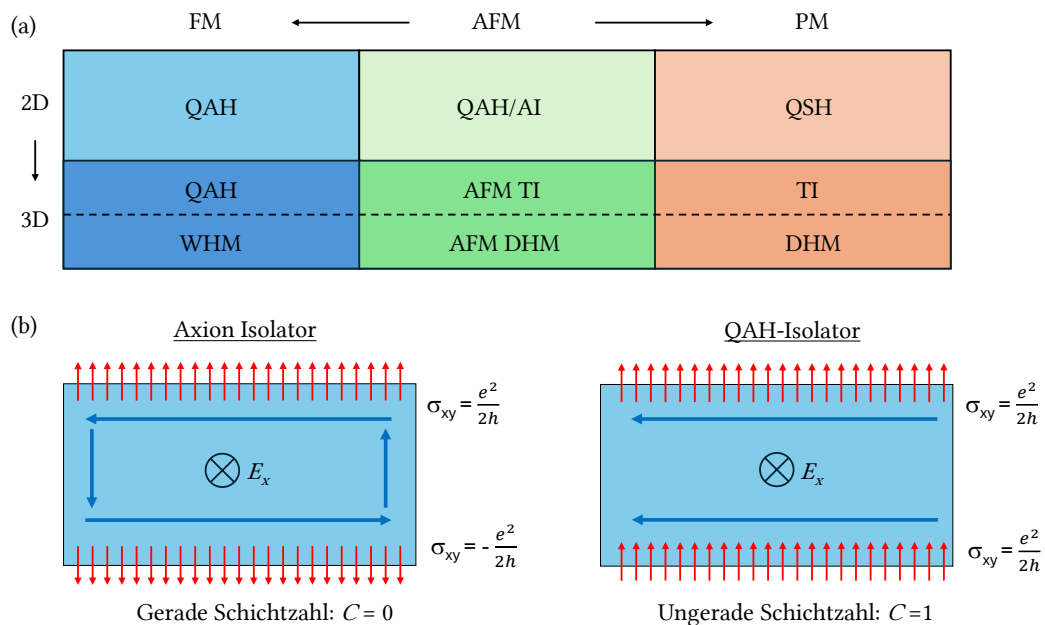 (a)
FM AFM PM
2D QAH QAH/AI QSH
QAH AFM TI TI
3D
WHM AFM DHM DHM
(b)
Axion Isolator QAH-Isolator
σxy = e²/2h σxy = e²/2h
Ex Ex
σxy = - e²/2h σxy = e²/2h
Gerade Schichtzahl: C = 0 Ungerade Schichtzahl: C =1